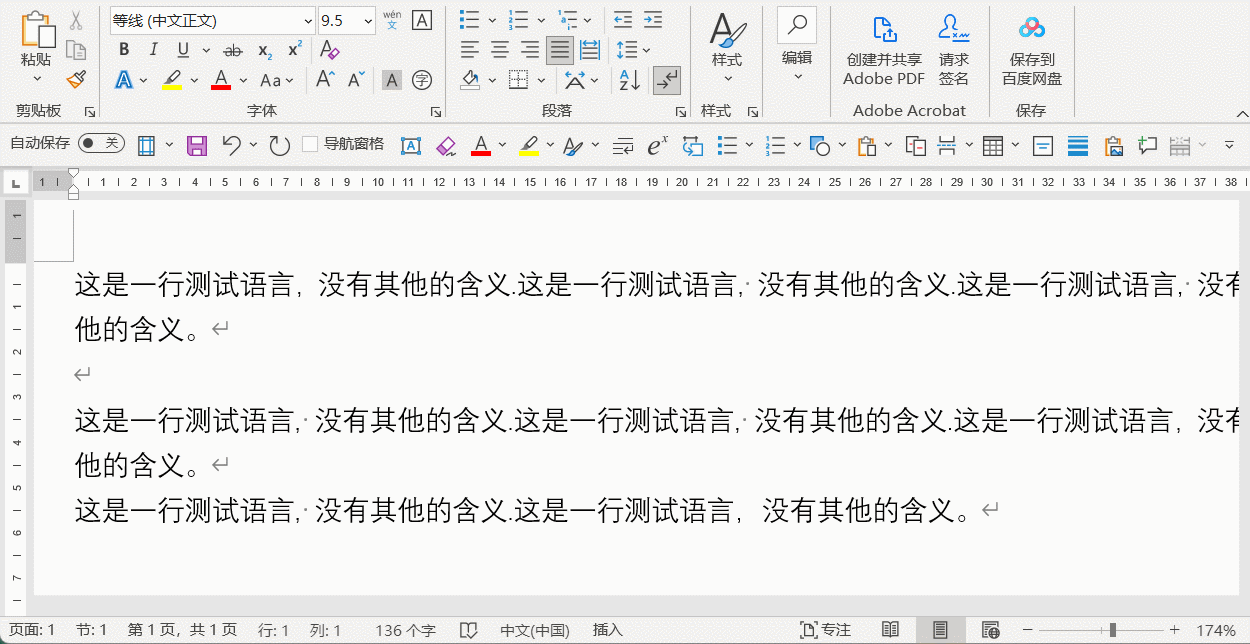 等线 (中文正文) 9.5 wén 文 A
粘贴 样式 编辑 创建并共享 Adobe PDF 请求签名 保存到百度网盘
B I U ab x₂ x² A
A A Aa A A A 字
剪贴板 字体 段落 样式 Adobe Acrobat 保存
自动保存 关 导航窗格 A A eˣ
L 1 1 2 3 4 5 6 7 8 9 10 11 12 13 14 15 16 17 18 19 20 21 22 23 24 25 26 27 28 29 30 31 32 33 34 35 36 37 38
1 1 2 3 4 5 6 7
这是一行测试语言，没有其他的含义.这是一行测试语言,· 没有其他的含义.这是一行测试语言,· 没有
他的含义。↵
↵
这是一行测试语言,· 没有其他的含义.这是一行测试语言,· 没有其他的含义.这是一行测试语言，没有
他的含义。↵
这是一行测试语言,· 没有其他的含义.这是一行测试语言，没有其他的含义。↵
页面: 1 节: 1 第 1 页，共 1 页 行: 1 列: 1 136 个字 中文(中国) 插入 专注 − + 174%